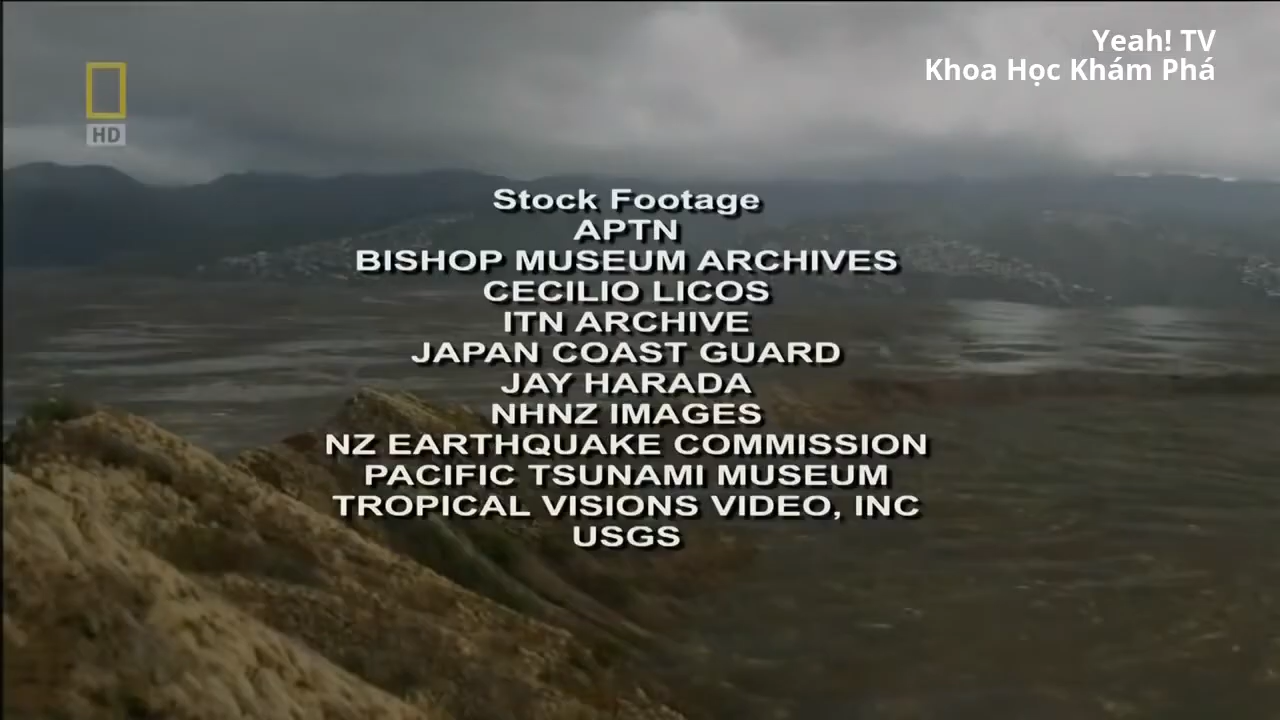 Yeah! TV
Khoa Học Khám Phá
HD
Stock Footage
APTN
BISHOP MUSEUM ARCHIVES
CECILIO LICOS
ITN ARCHIVE
JAPAN COAST GUARD
JAY HARADA
NHNZ IMAGES
NZ EARTHQUAKE COMMISSION
PACIFIC TSUNAMI MUSEUM
TROPICAL VISIONS VIDEO, INC
USGS